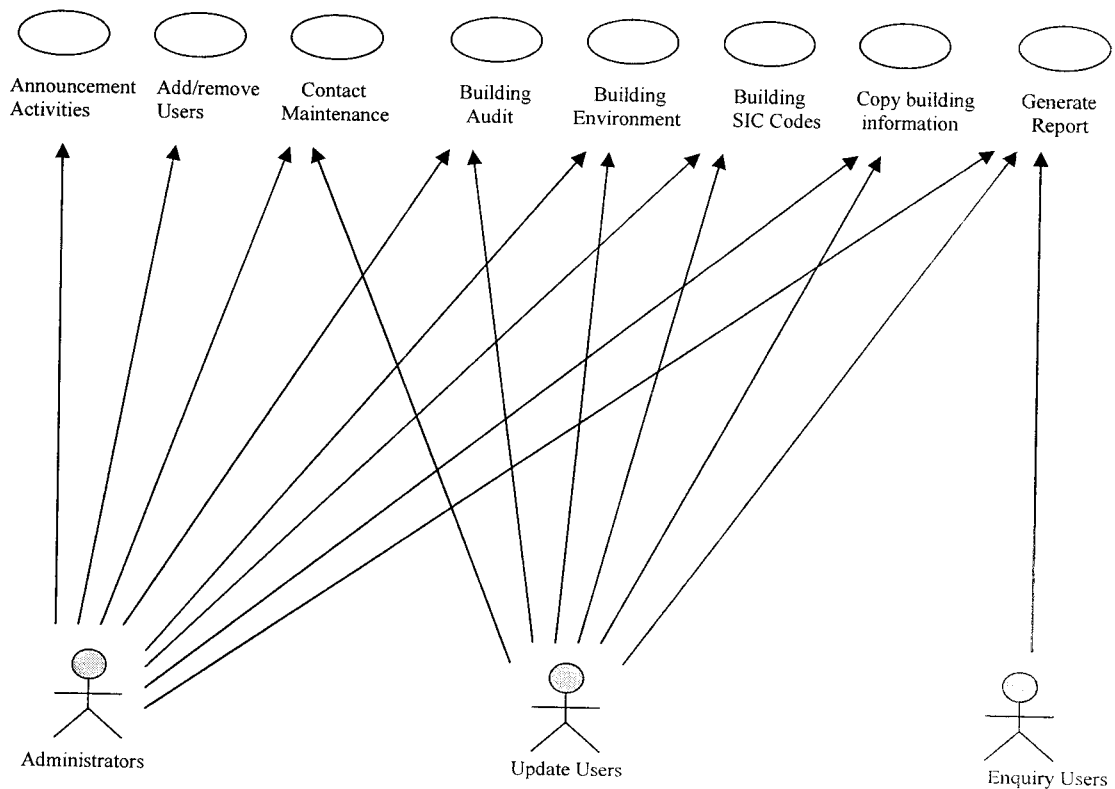 Announcement
Activities
Add/remove
Users
Contact
Maintenance
Building
Audit
Building
Environment
Building
SIC Codes
Copy building
information
Generate
Report
Administrators
Update Users
Enquiry Users